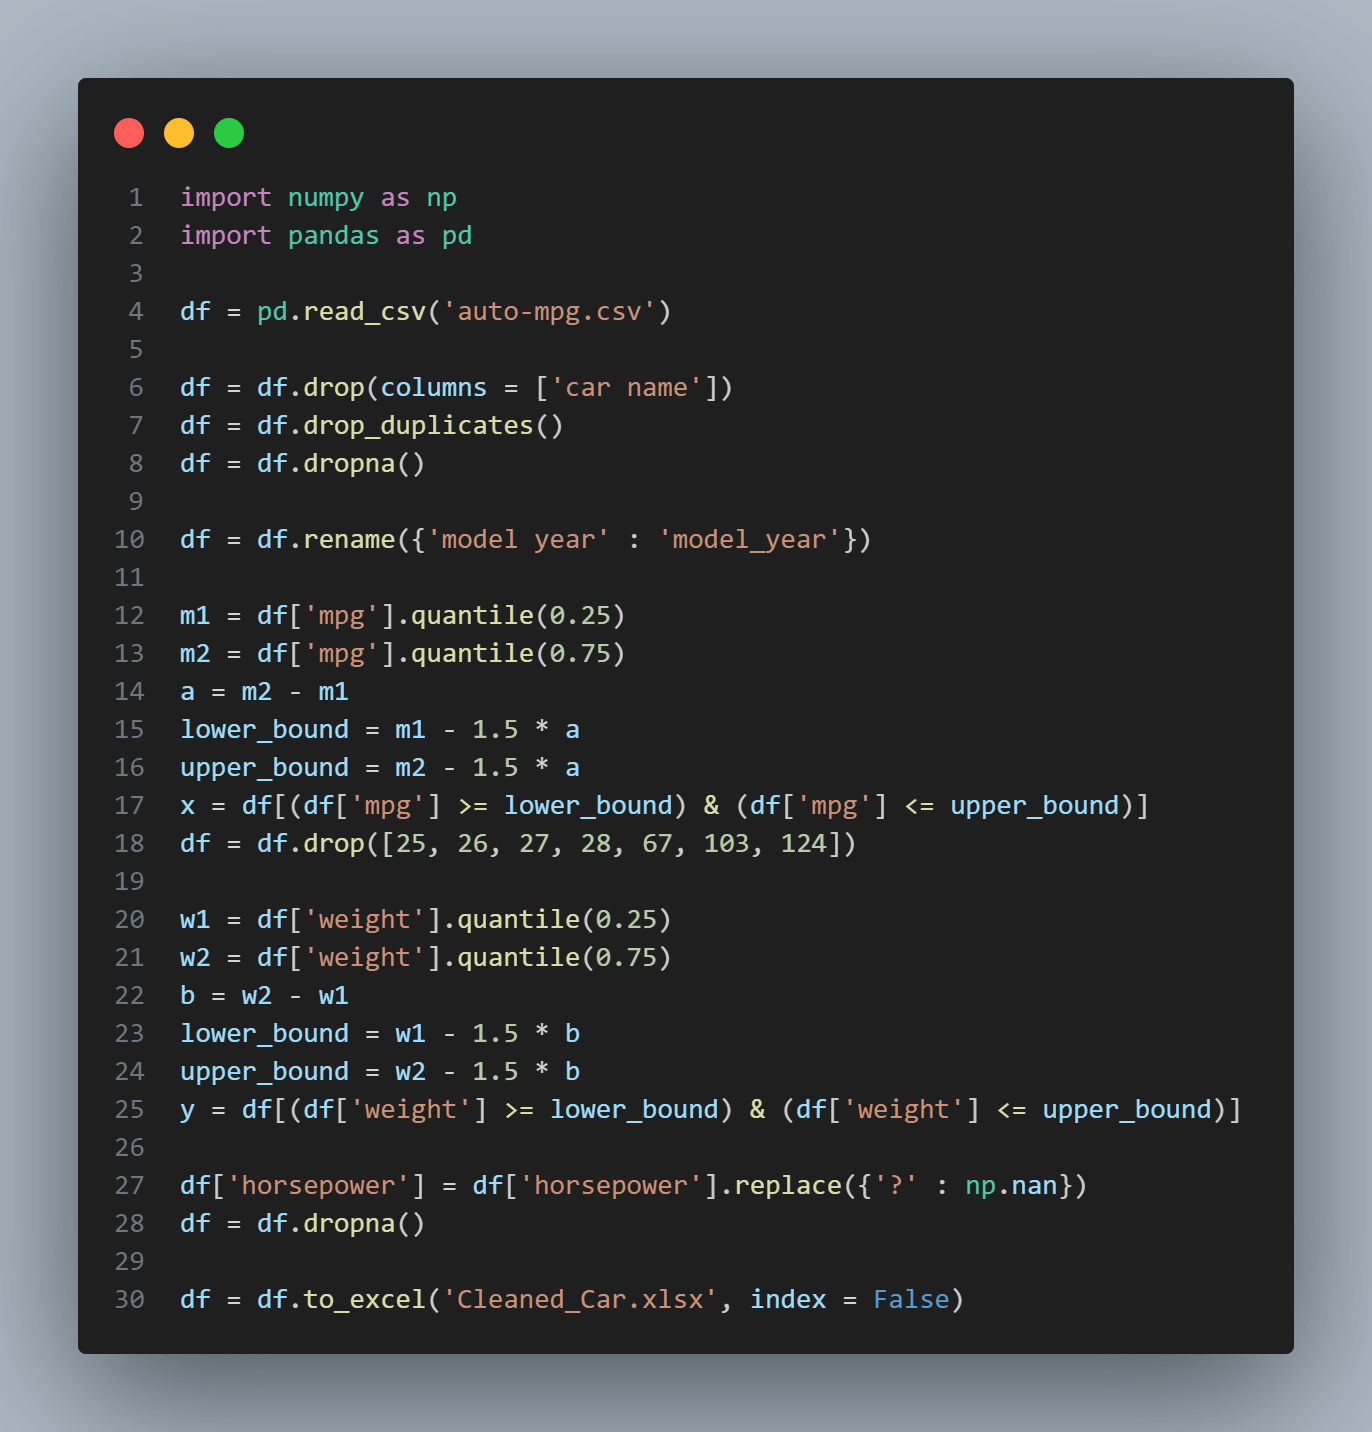 1 import numpy as np
2 import pandas as pd
3
4 df = pd.read_csv('auto-mpg.csv')
5
6 df = df.drop(columns = ['car name'])
7 df = df.drop_duplicates()
8 df = df.dropna()
9
10 df = df.rename({'model year' : 'model_year'})
11
12 m1 = df['mpg'].quantile(0.25)
13 m2 = df['mpg'].quantile(0.75)
14 a = m2 - m1
15 lower_bound = m1 - 1.5 * a
16 upper_bound = m2 - 1.5 * a
17 x = df[(df['mpg'] >= lower_bound) & (df['mpg'] <= upper_bound)]
18 df = df.drop([25, 26, 27, 28, 67, 103, 124])
19
20 w1 = df['weight'].quantile(0.25)
21 w2 = df['weight'].quantile(0.75)
22 b = w2 - w1
23 lower_bound = w1 - 1.5 * b
24 upper_bound = w2 - 1.5 * b
25 y = df[(df['weight'] >= lower_bound) & (df['weight'] <= upper_bound)]
26
27 df['horsepower'] = df['horsepower'].replace({'?' : np.nan})
28 df = df.dropna()
29
30 df = df.to_excel('Cleaned_Car.xlsx', index = False)